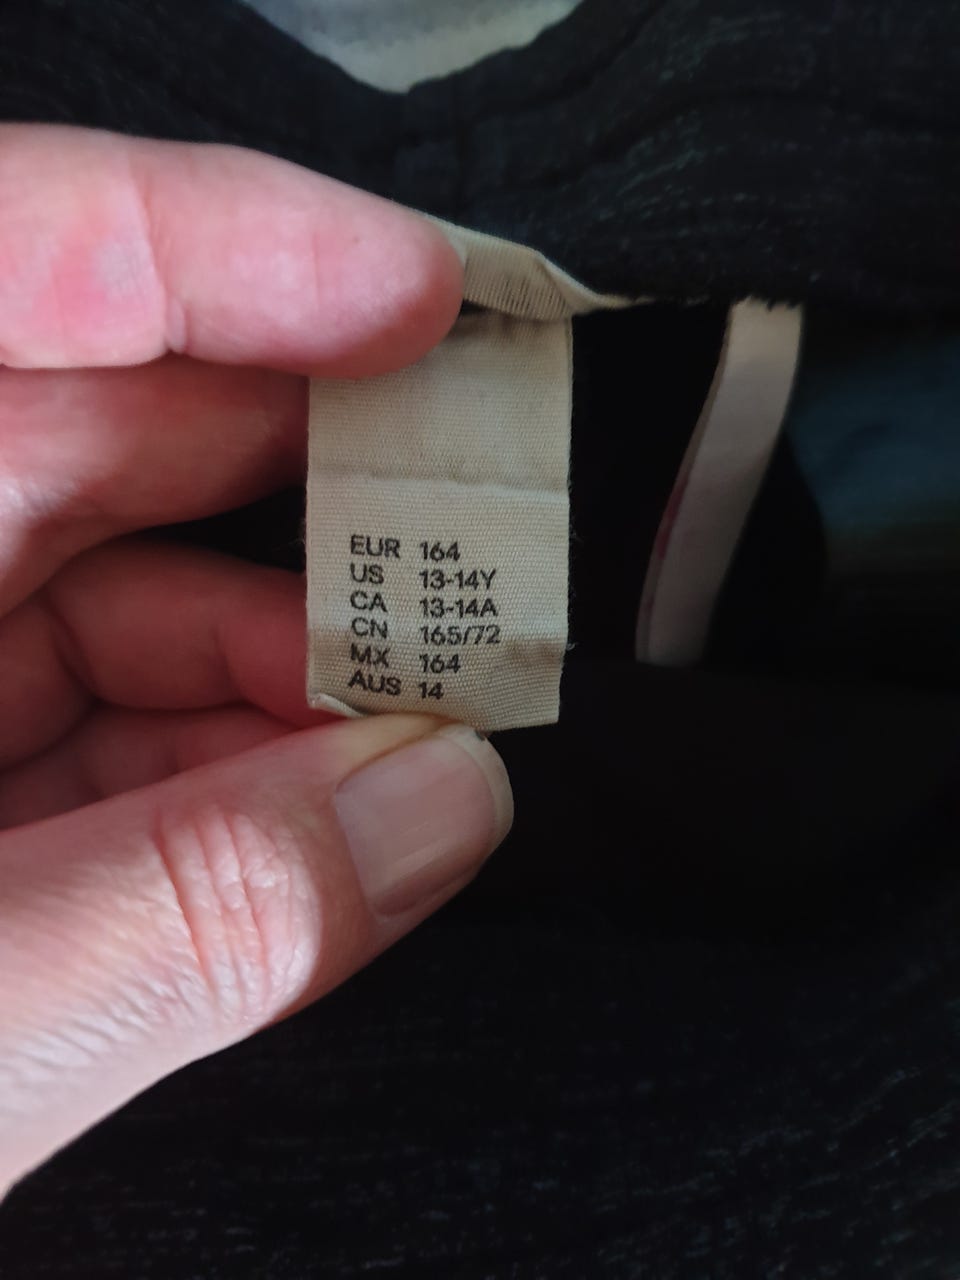 EUR 164
US 13-14Y
CA 13-14A
CN 165/72
MX 164
AUS 14